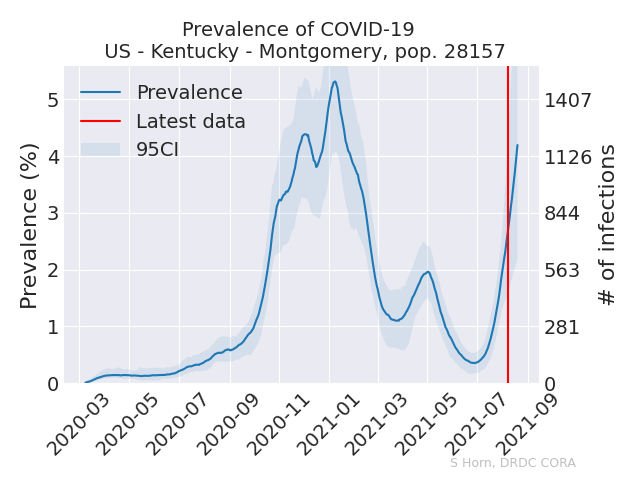 Prevalence of COVID-19
US - Kentucky - Montgomery, pop. 28157
Prevalence
Latest data
95CI
Prevalence (%)
5
4
3
2
1
0
1407
1126
844
563
281
0
# of infections
2020-03
2020-05
2020-07
2020-09
2020-11
2021-01
2021-03
2021-05
2021-07
2021-09
S Horn, DRDC CORA